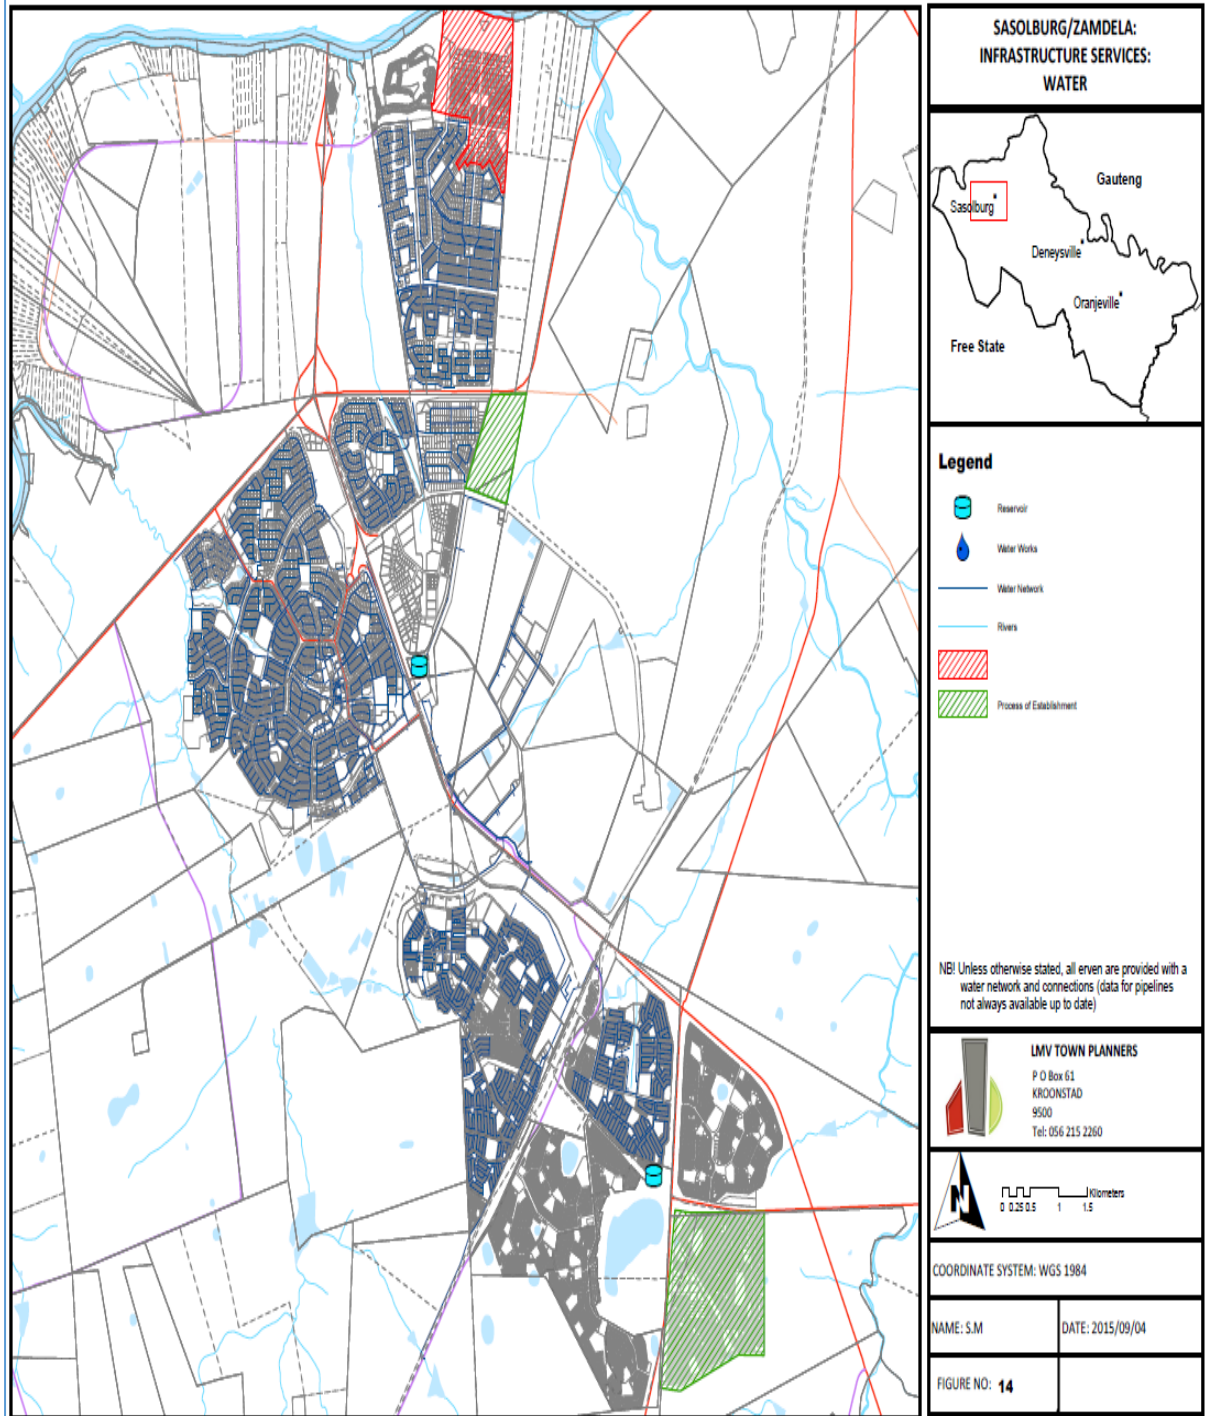 SASOLBURG/ZAMDELA:
INFRASTRUCTURE SERVICES:
WATER
Gauteng
Sasolburg
Deneysville
Oranjeville
Free State
Legend
Reservoir
Water Works
Water Network
Rivers
Process of Establishment
NB! Unless otherwise stated, all erven are provided with a
water network and connections (data for pipelines
not always available up to date)
LMV TOWN PLANNERS
P O Box 61
KROONSTAD
9500
Tel: 056 215 2260
N
Kilometers
0 0.25 0.5 1 1.5
COORDINATE SYSTEM: WGS 1984
NAME: S.M
DATE: 2015/09/04
FIGURE NO: 14